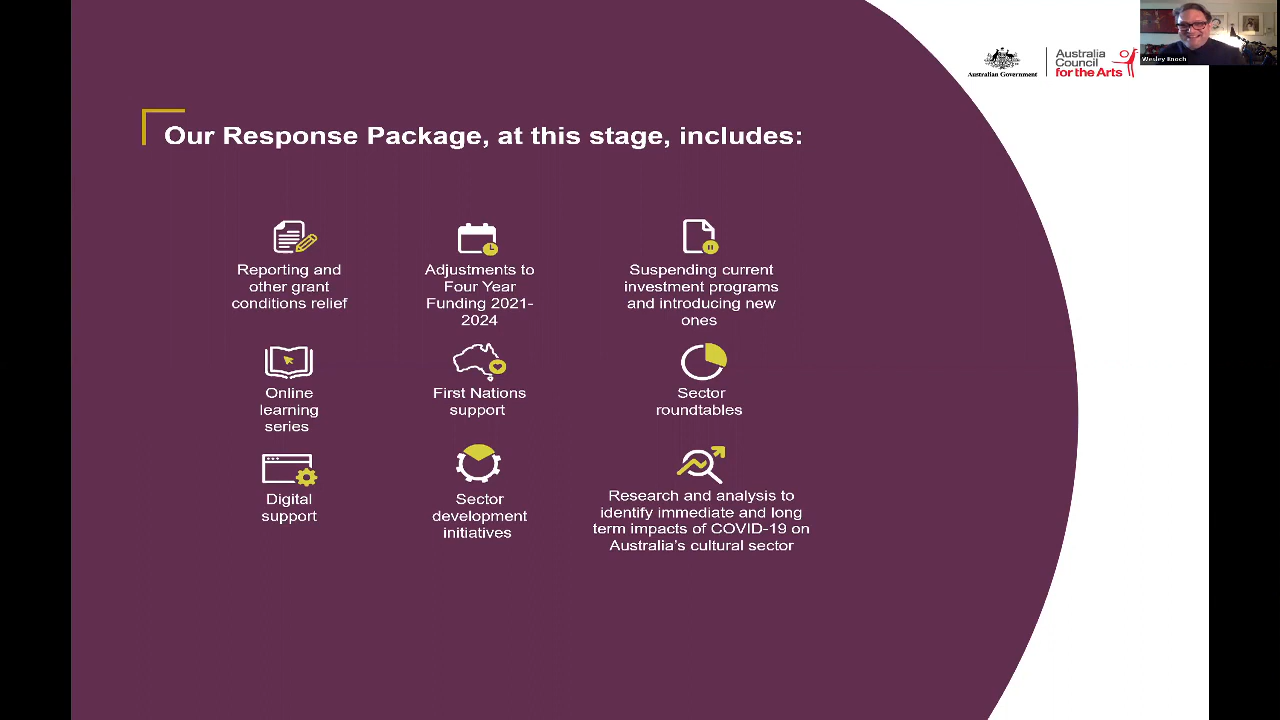 Australian Government
Australia
Council
for the Arts
Wesley Enoch
Our Response Package, at this stage, includes:
Reporting and
other grant
conditions relief
Adjustments to
Four Year
Funding 2021-
2024
Suspending current
investment programs
and introducing new
ones
Online
learning
series
First Nations
support
Sector
roundtables
Digital
support
Sector
development
initiatives
Research and analysis to
identify immediate and long
term impacts of COVID-19 on
Australia’s cultural sector